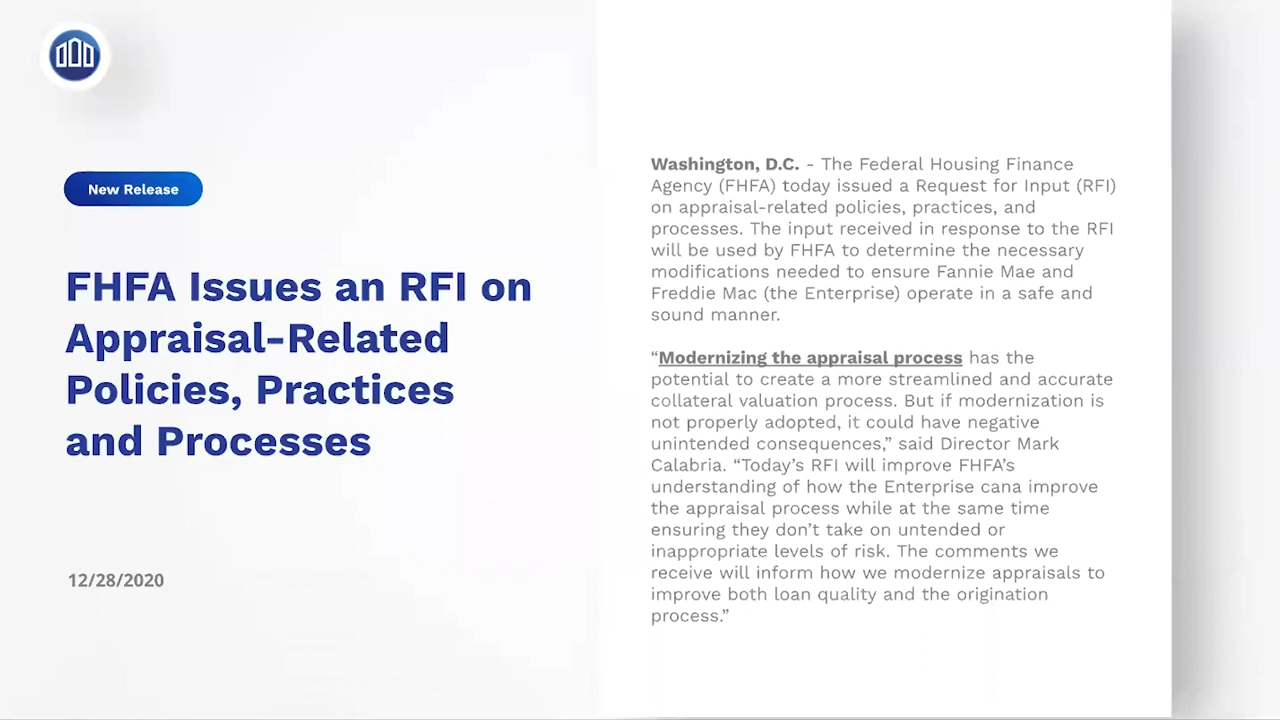 New Release
FHFA Issues an RFI on
Appraisal-Related
Policies, Practices
and Processes
12/28/2020
Washington, D.C. - The Federal Housing Finance
Agency (FHFA) today issued a Request for Input (RFI)
on appraisal-related policies, practices, and
processes. The input received in response to the RFI
will be used by FHFA to determine the necessary
modifications needed to ensure Fannie Mae and
Freddie Mac (the Enterprise) operate in a safe and
sound manner.
“Modernizing the appraisal process has the
potential to create a more streamlined and accurate
collateral valuation process. But if modernization is
not properly adopted, it could have negative
unintended consequences,” said Director Mark
Calabria. “Today’s RFI will improve FHFA’s
understanding of how the Enterprise cana improve
the appraisal process while at the same time
ensuring they don’t take on untended or
inappropriate levels of risk. The comments we
receive will inform how we modernize appraisals to
improve both loan quality and the origination
process.”